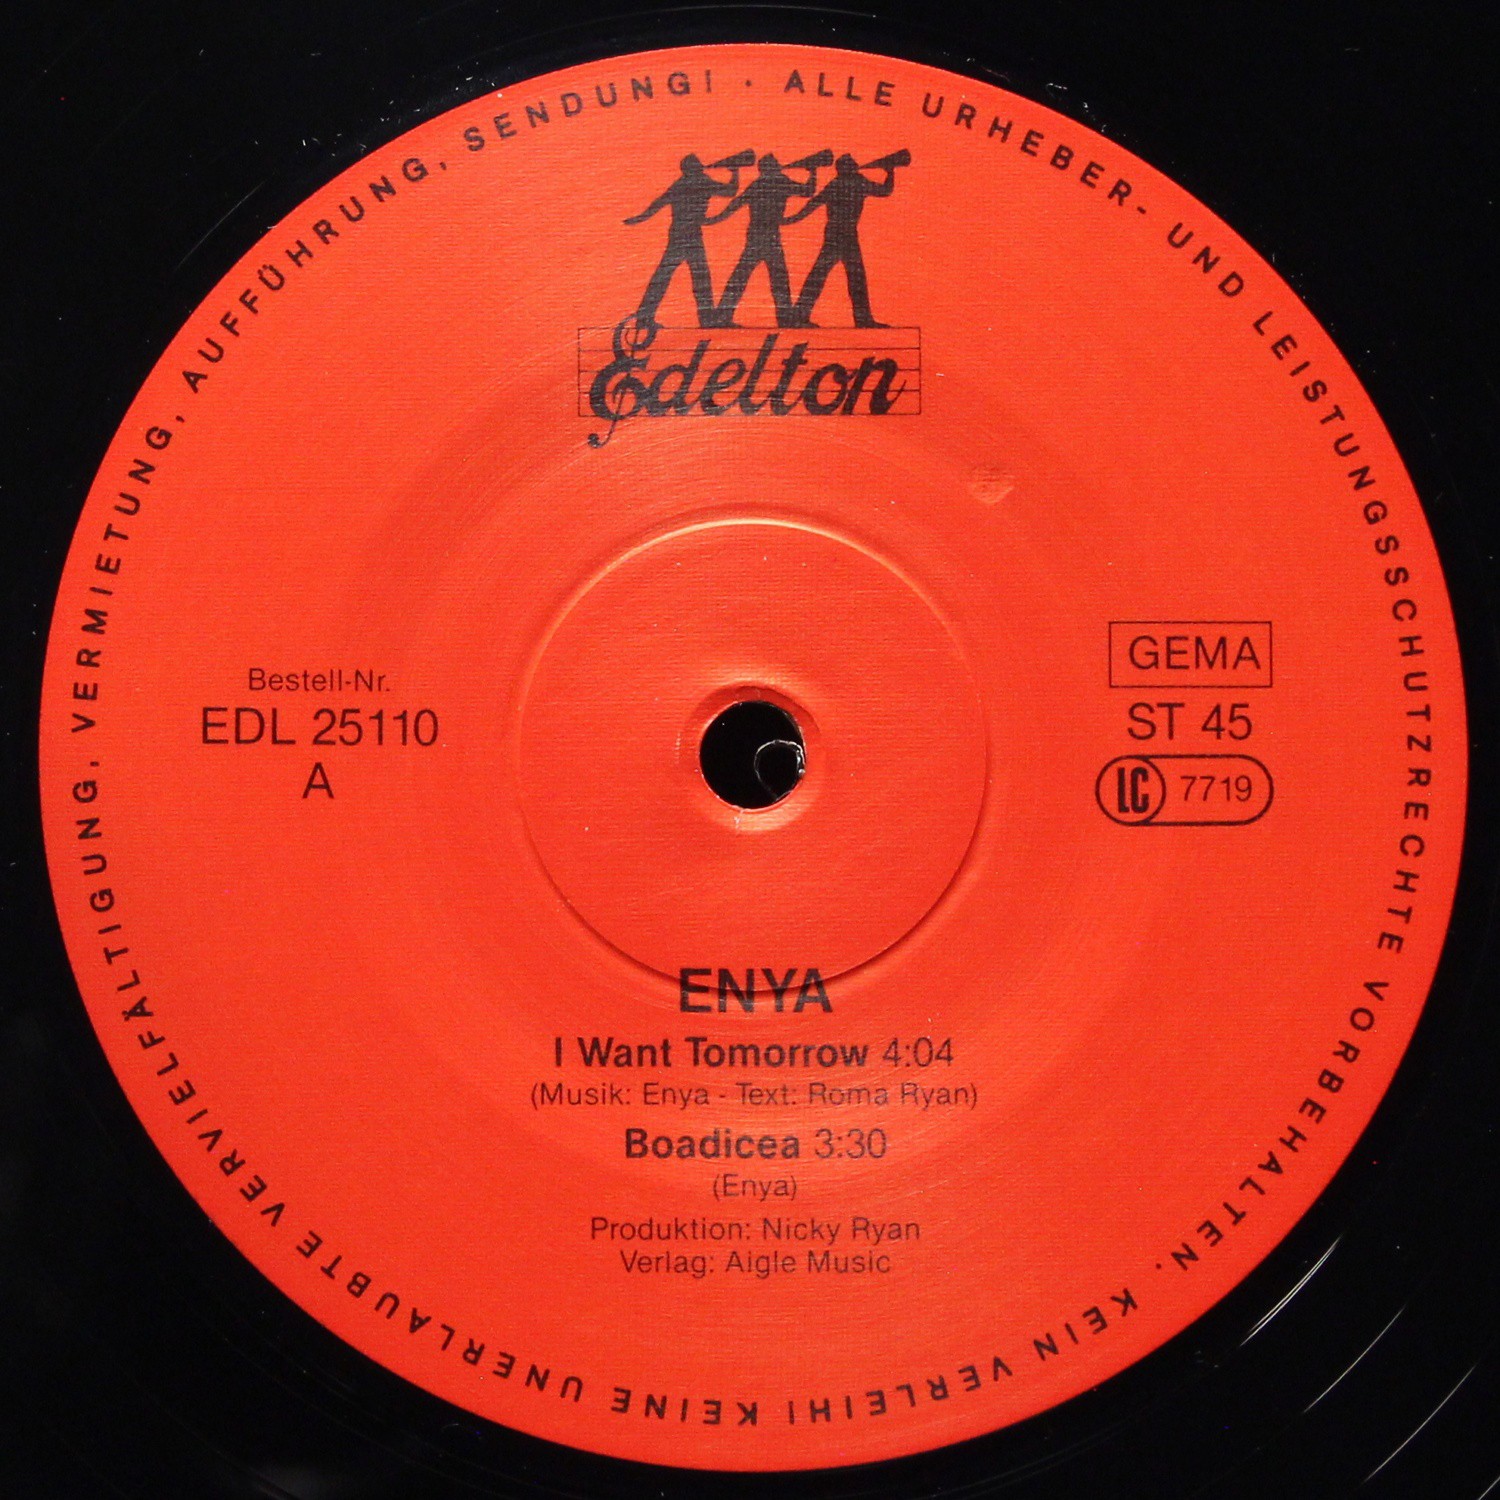 ALLE URHEBER- UND LEISTUNGSSCHUTZRECHTE VORBEHALTEN. KEIN VERLEIH! KEINE UNERLAUBTE VERVIELFÄLTIGUNG, VERMIETUNG, AUFFÜHRUNG, SENDUNG! ·
Edelton
Bestell-Nr.
EDL 25110
A
GEMA
ST 45
LC 7719
ENYA
I Want Tomorrow 4:04
(Musik: Enya - Text: Roma Ryan)
Boadicea 3:30
(Enya)
Produktion: Nicky Ryan
Verlag: Aigle Music